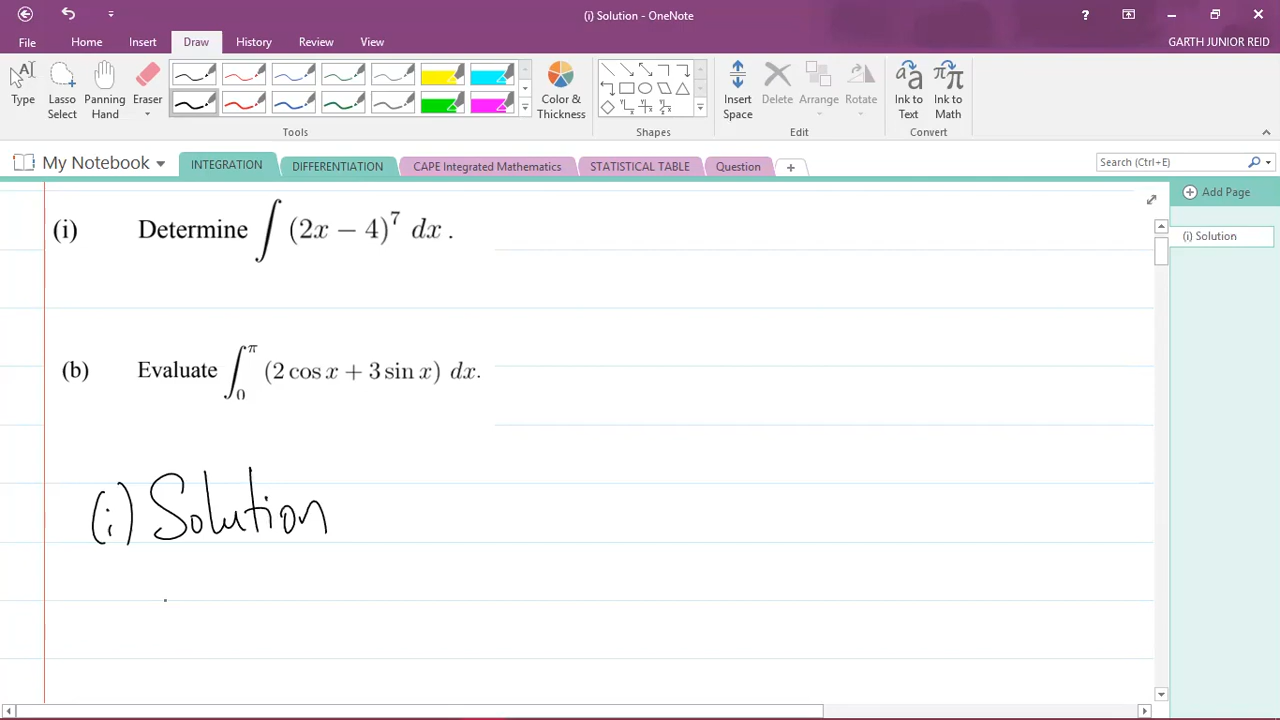 (i) Solution - OneNote
GARTH JUNIOR REID
File Home Insert Draw History Review View
Type Lasso Select Panning Hand Eraser Color & Thickness Insert Space Delete Arrange Rotate Ink to Text Ink to Math
Tools Shapes Edit Convert
My Notebook INTEGRATION DIFFERENTIATION CAPE Integrated Mathematics STATISTICAL TABLE Question Search (Ctrl+E)
Add Page
(i) Solution
(i) Determine ∫ (2x − 4)⁷ dx .
(b) Evaluate ∫₀^π (2 cos x + 3 sin x) dx.
(i) Solution